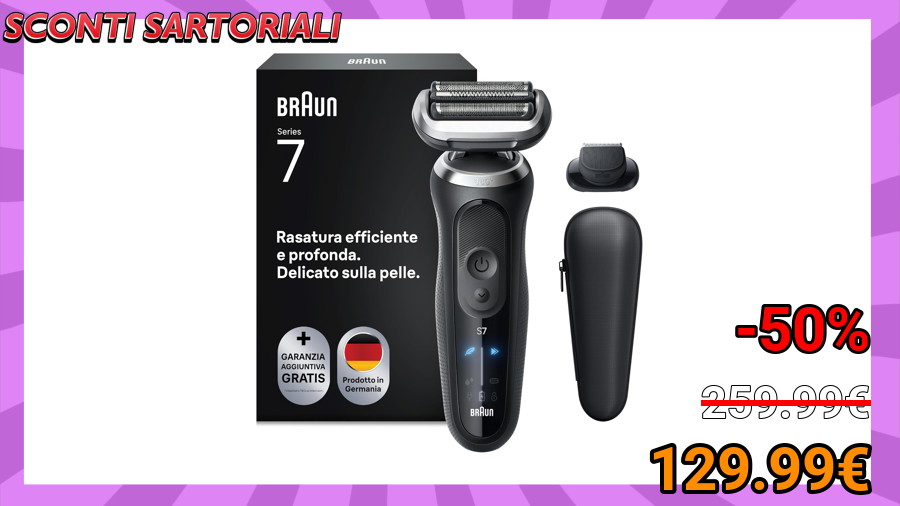 SCONTI SARTORIALI
BRAUN
BRAUN
Series
7
Rasatura efficiente
e profonda.
Delicato sulla pelle.
+
GARANZIA
AGGIUNTIVA
GRATIS
Prodotto in
Germania
S7
BRAUN
-50%
259.99€
129.99€